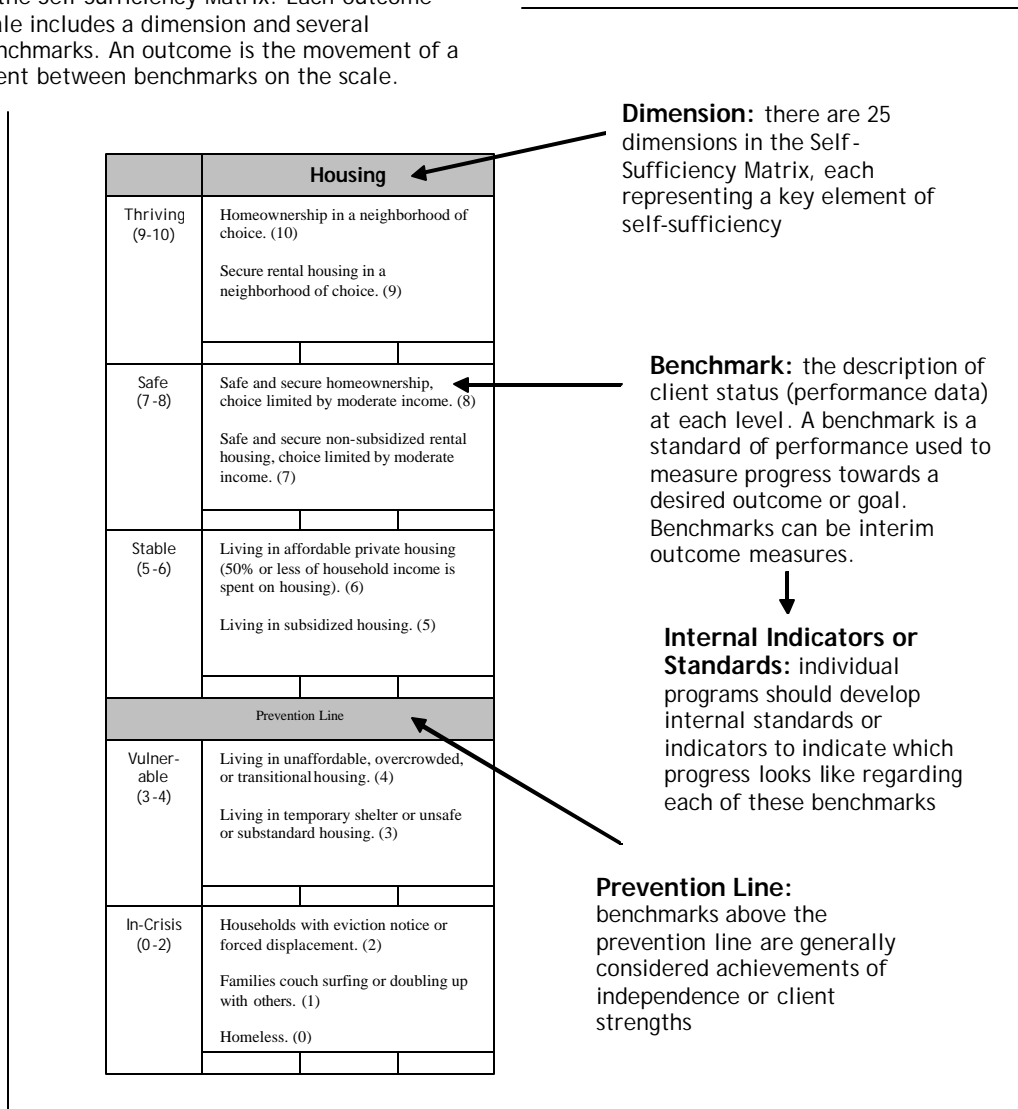 ale includes a dimension and several
nchmarks. An outcome is the movement of a
ent between benchmarks on the scale.
Housing
Thriving
(9-10)
Homeownership in a neighborhood of
choice. (10)
Secure rental housing in a
neighborhood of choice. (9)
Safe
(7-8)
Safe and secure homeownership,
choice limited by moderate income. (8)
Safe and secure non-subsidized rental
housing, choice limited by moderate
income. (7)
Stable
(5-6)
Living in affordable private housing
(50% or less of household income is
spent on housing). (6)
Living in subsidized housing. (5)
Prevention Line
Vulner-
able
(3-4)
Living in unaffordable, overcrowded,
or transitional housing. (4)
Living in temporary shelter or unsafe
or substandard housing. (3)
In-Crisis
(0-2)
Households with eviction notice or
forced displacement. (2)
Families couch surfing or doubling up
with others. (1)
Homeless. (0)
Dimension: there are 25
dimensions in the Self-
Sufficiency Matrix, each
representing a key element of
self-sufficiency
Benchmark: the description of
client status (performance data)
at each level. A benchmark is a
standard of performance used to
measure progress towards a
desired outcome or goal.
Benchmarks can be interim
outcome measures.
Internal Indicators or
Standards: individual
programs should develop
internal standards or
indicators to indicate which
progress looks like regarding
each of these benchmarks
Prevention Line:
benchmarks above the
prevention line are generally
considered achievements of
independence or client
strengths